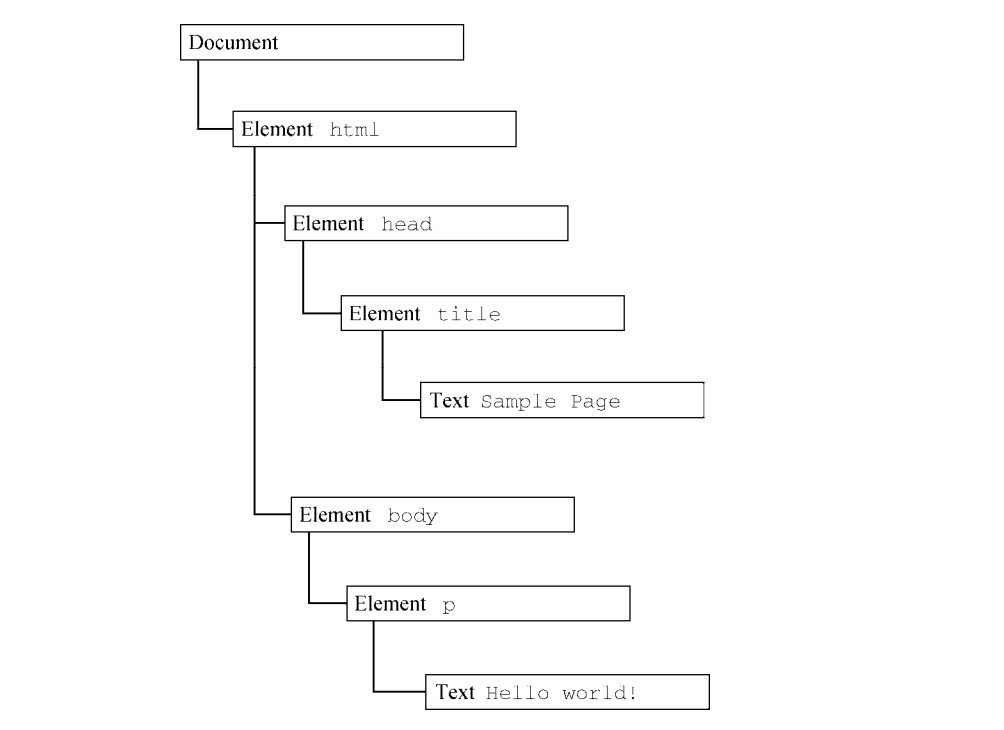 Document
Element html
Element head
Element title
Text Sample Page
Element body
Element p
Text Hello world!